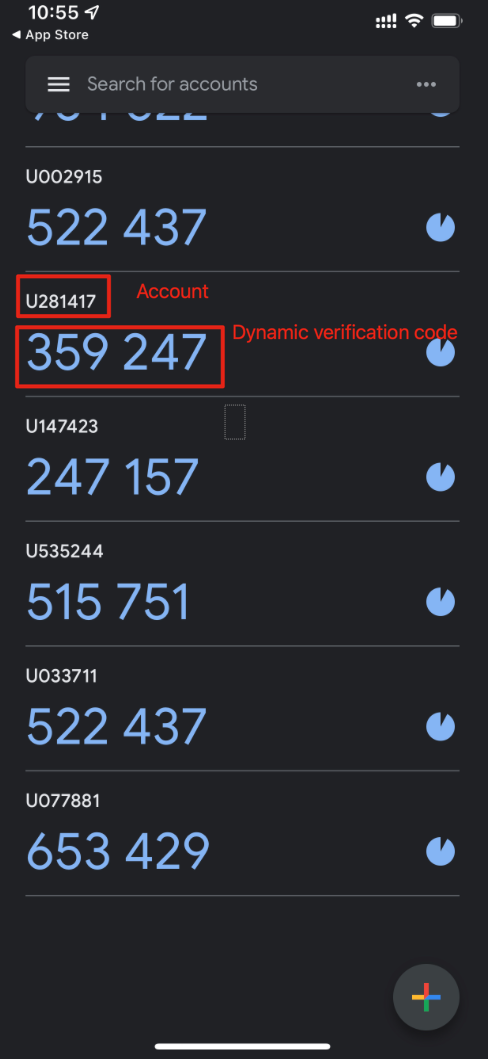 10:55
App Store
Search for accounts
U002915
522 437
U281417
Account
Dynamic verification code
359 247
U147423
247 157
U535244
515 751
U033711
522 437
U077881
653 429